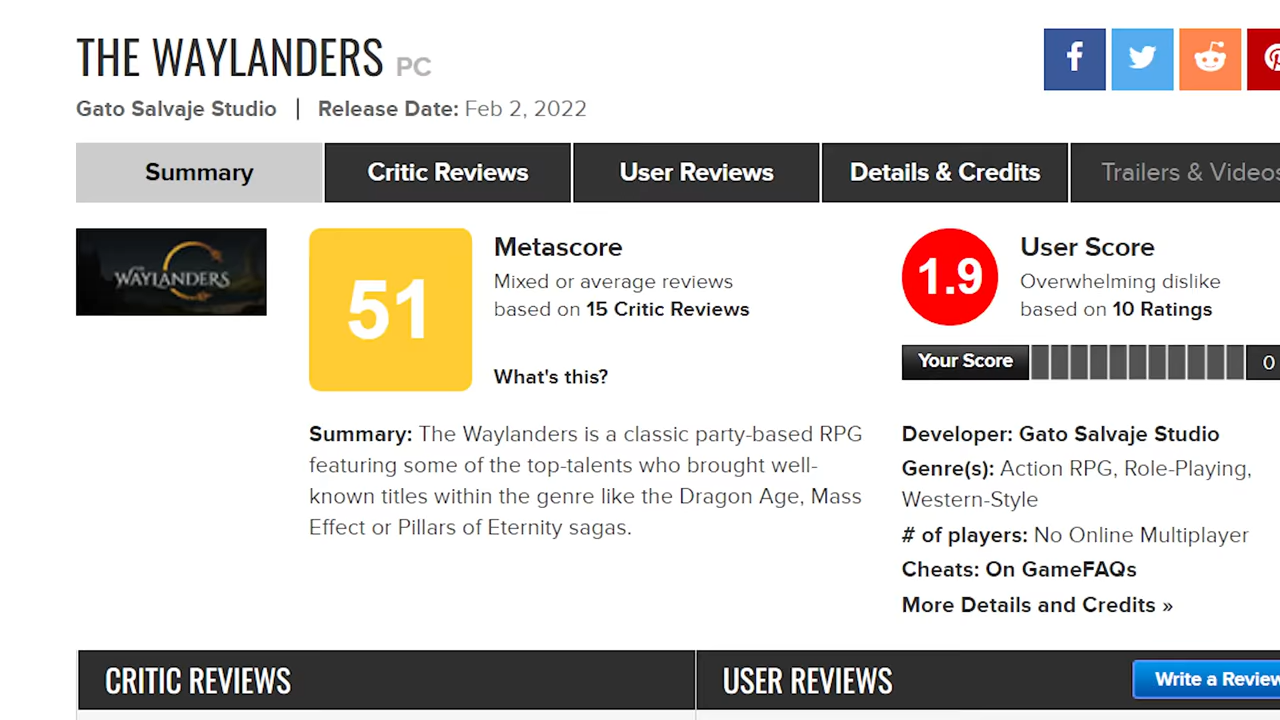 THE WAYLANDERS PC
Gato Salvaje Studio | Release Date: Feb 2, 2022
Summary
Critic Reviews
User Reviews
Details & Credits
Trailers & Videos
WAYLANDERS
51
Metascore
Mixed or average reviews
based on 15 Critic Reviews
What's this?
1.9
User Score
Overwhelming dislike
based on 10 Ratings
Your Score
0
Summary: The Waylanders is a classic party-based RPG
featuring some of the top-talents who brought well-
known titles within the genre like the Dragon Age, Mass
Effect or Pillars of Eternity sagas.
Developer: Gato Salvaje Studio
Genre(s): Action RPG, Role-Playing,
Western-Style
# of players: No Online Multiplayer
Cheats: On GameFAQs
More Details and Credits »
CRITIC REVIEWS
USER REVIEWS
Write a Review